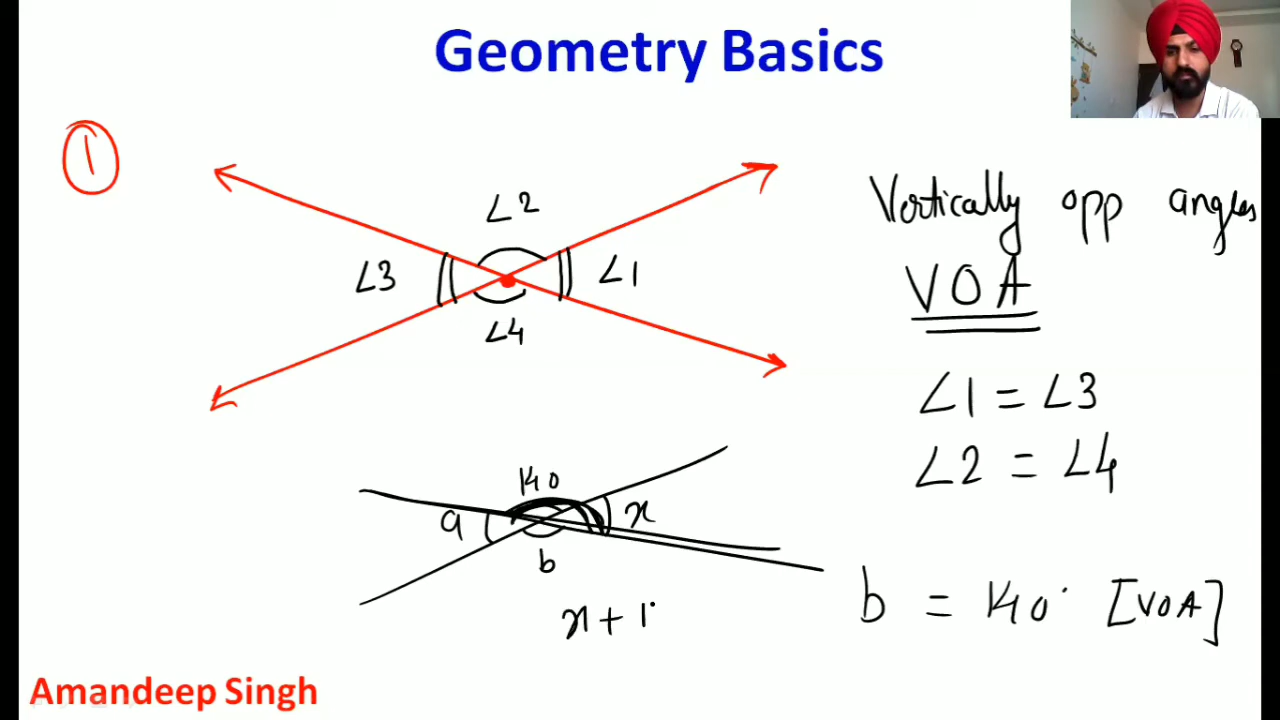 Geometry Basics
1
Vertically opp angles
VOA
∠2
∠3
∠1
∠4
∠1 = ∠3
∠2 = ∠4
140
a
x
b
b = 140° [VOA]
x + 1
Amandeep Singh